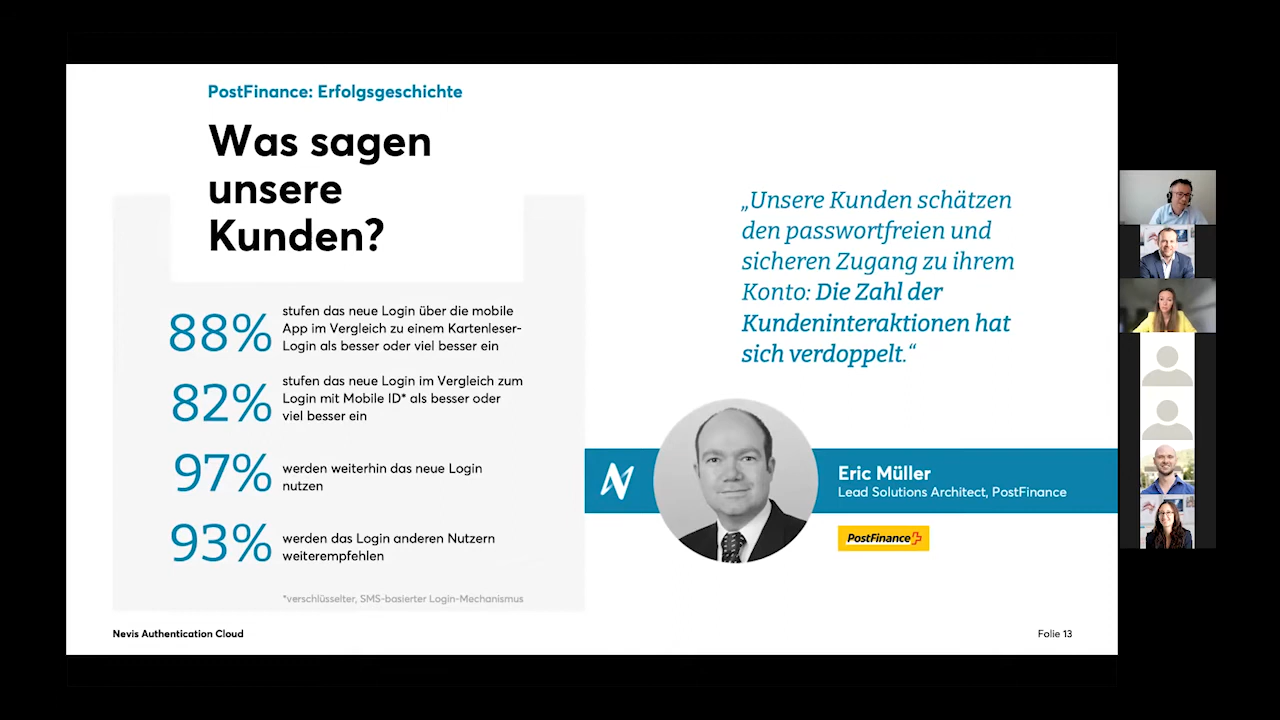 PostFinance: Erfolgsgeschichte
Was sagen
unsere
Kunden?
88%
stufen das neue Login über die mobile
App im Vergleich zu einem Kartenleser-
Login als besser oder viel besser ein
82%
stufen das neue Login im Vergleich zum
Login mit Mobile ID* als besser oder
viel besser ein
97%
werden weiterhin das neue Login
nutzen
93%
werden das Login anderen Nutzern
weiterempfehlen
*verschlüsselter, SMS-basierter Login-Mechanismus
„Unsere Kunden schätzen
den passwortfreien und
sicheren Zugang zu ihrem
Konto: Die Zahl der
Kundeninteraktionen hat
sich verdoppelt.“
Eric Müller
Lead Solutions Architect, PostFinance
PostFinance
Nevis Authentication Cloud
Folie 13